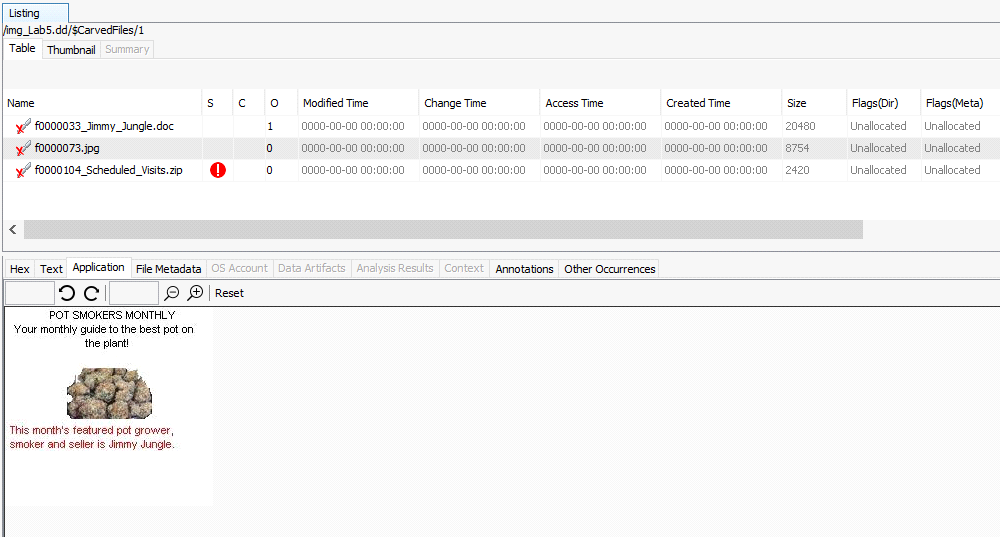 Listing
/img_Lab5.dd/$CarvedFiles/1
Table Thumbnail Summary
Name S C O Modified Time Change Time Access Time Created Time Size Flags(Dir) Flags(Meta)
f0000033_Jimmy_Jungle.doc 1 0000-00-00 00:00:00 0000-00-00 00:00:00 0000-00-00 00:00:00 0000-00-00 00:00:00 20480 Unallocated Unallocated
f0000073.jpg 0 0000-00-00 00:00:00 0000-00-00 00:00:00 0000-00-00 00:00:00 0000-00-00 00:00:00 8754 Unallocated Unallocated
f0000104_Scheduled_Visits.zip 0 0000-00-00 00:00:00 0000-00-00 00:00:00 0000-00-00 00:00:00 0000-00-00 00:00:00 2420 Unallocated Unallocated
Hex Text Application File Metadata OS Account Data Artifacts Analysis Results Context Annotations Other Occurrences
Reset
POT SMOKERS MONTHLY
Your monthly guide to the best pot on
the plant!
This month's featured pot grower,
smoker and seller is Jimmy Jungle.